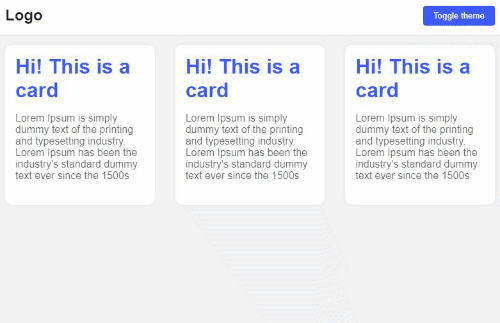 Logo
Toggle theme
Hi! This is a
card
Lorem Ipsum is simply
dummy text of the printing
and typesetting industry.
Lorem Ipsum has been the
industry's standard dummy
text ever since the 1500s
Hi! This is a
card
Lorem Ipsum is simply
dummy text of the printing
and typesetting industry.
Lorem Ipsum has been the
industry's standard dummy
text ever since the 1500s
Hi! This is a
card
Lorem Ipsum is simply
dummy text of the printing
and typesetting industry.
Lorem Ipsum has been the
industry's standard dummy
text ever since the 1500s